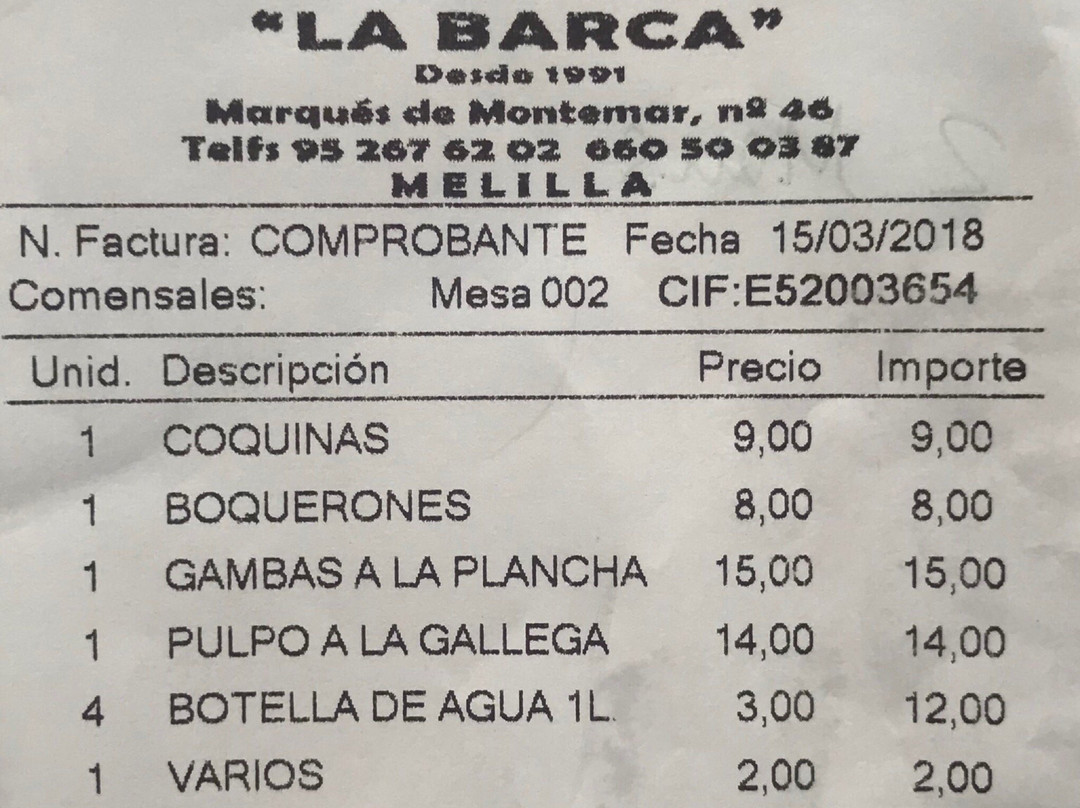 “LA BARCA”
Desde 1991
Marqués de Montemar, nº 46
Telfs 95 267 62 02 660 50 03 87
MELILLA
N. Factura: COMPROBANTE Fecha 15/03/2018
Comensales: Mesa 002 CIF:E52003654
Unid. Descripción Precio Importe
1 COQUINAS 9,00 9,00
1 BOQUERONES 8,00 8,00
1 GAMBAS A LA PLANCHA 15,00 15,00
1 PULPO A LA GALLEGA 14,00 14,00
4 BOTELLA DE AGUA 1L. 3,00 12,00
1 VARIOS 2,00 2,00